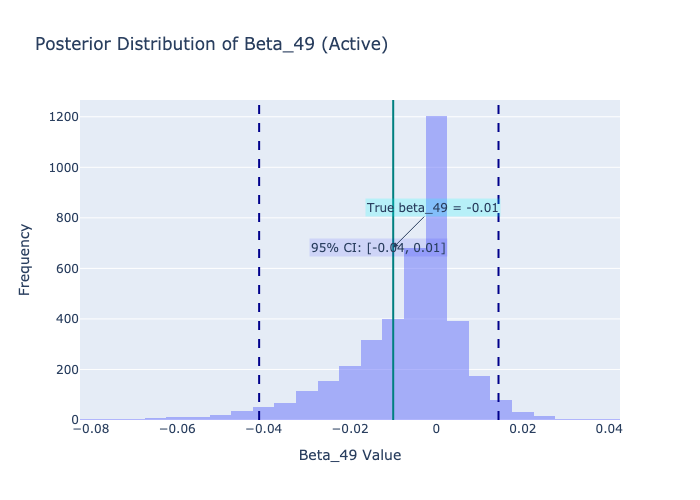 Posterior Distribution of Beta_49 (Active)
1200
1000
800
600
400
200
0
Frequency
True beta_49 = -0.01
95% CI: [-0.04, 0.01]
−0.08
−0.06
−0.04
−0.02
0
0.02
0.04
Beta_49 Value